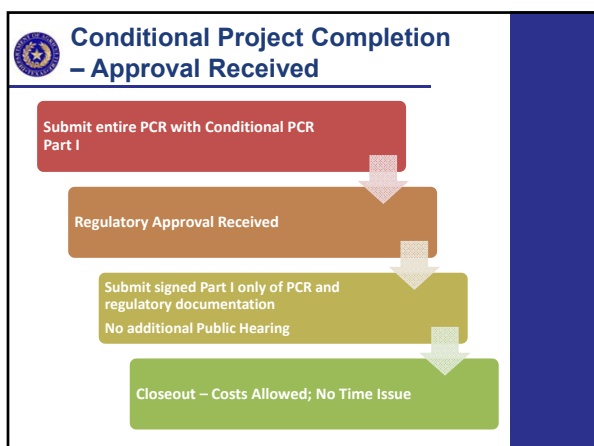 Conditional Project Completion
– Approval Received
Submit entire PCR with Conditional PCR
Part I
Regulatory Approval Received
Submit signed Part I only of PCR and
regulatory documentation
No additional Public Hearing
Closeout – Costs Allowed; No Time Issue